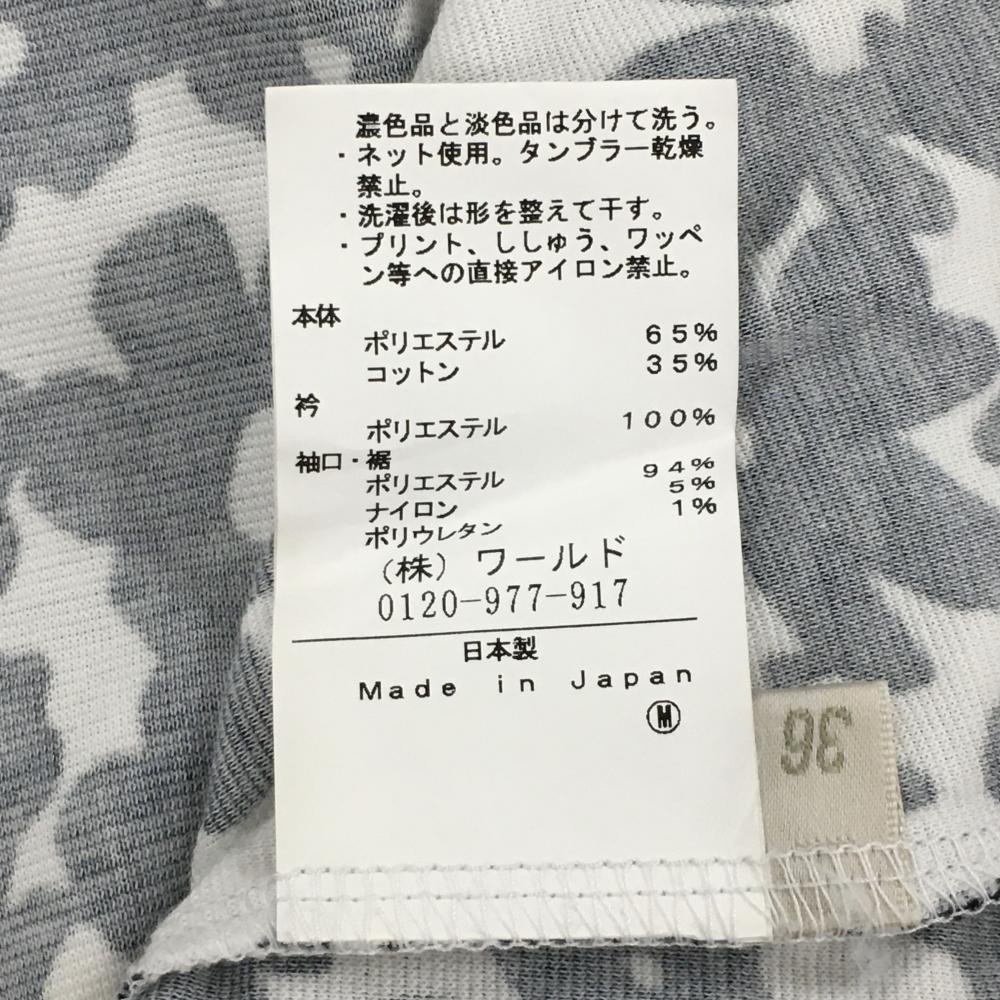 濃色品と淡色品は分けて洗う。
・ネット使用。タンブラー乾燥
禁止。
・洗濯後は形を整えて干す。
・プリント、ししゅう、ワッペ
ン等への直接アイロン禁止。
本体
ポリエステル 65%
コットン 35%
衿
ポリエステル 100%
袖口・裾
ポリエステル 94%
ナイロン 5%
ポリウレタン 1%
(株) ワールド
0120-977-917
日本製
Made in Japan
Ⓜ
36